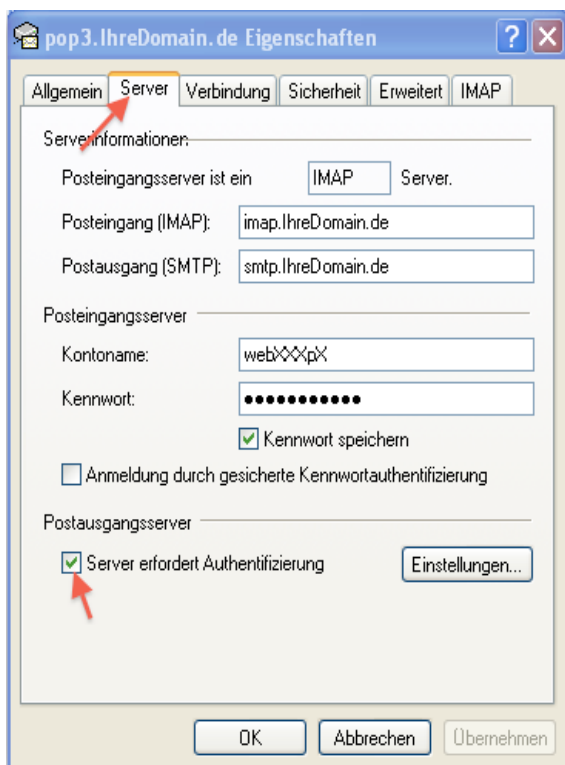 pop3.IhreDomain.de Eigenschaften
Allgemein Server Verbindung Sicherheit Erweitert IMAP
Serverinformationen
Posteingangsserver ist ein IMAP Server.
Posteingang (IMAP): imap.IhreDomain.de
Postausgang (SMTP): smtp.IhreDomain.de
Posteingangsserver
Kontoname: webXXXpX
Kennwort: ●●●●●●●●●●●
Kennwort speichern
Anmeldung durch gesicherte Kennwortauthentifizierung
Postausgangsserver
Server erfordert Authentifizierung Einstellungen...
OK Abbrechen Übernehmen